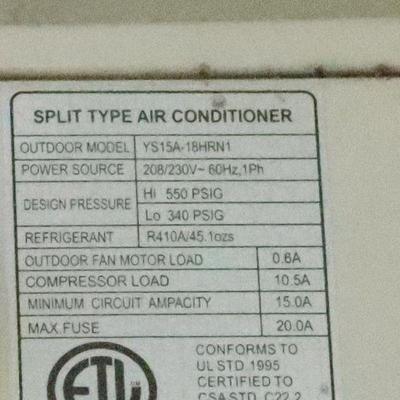 SPLIT TYPE AIR CONDITIONER
OUTDOOR MODEL YS15A-18HRN1
POWER SOURCE 208/230V~ 60Hz,1Ph
DESIGN PRESSURE Hi 550 PSIG
Lo 340 PSIG
REFRIGERANT R410A/45.1ozs
OUTDOOR FAN MOTOR LOAD 0.6A
COMPRESSOR LOAD 10.5A
MINIMUM CIRCUIT AMPACITY 15.0A
MAX.FUSE 20.0A
ETL
CONFORMS TO
UL STD 1995
CERTIFIED TO
CSA STD. C22.2